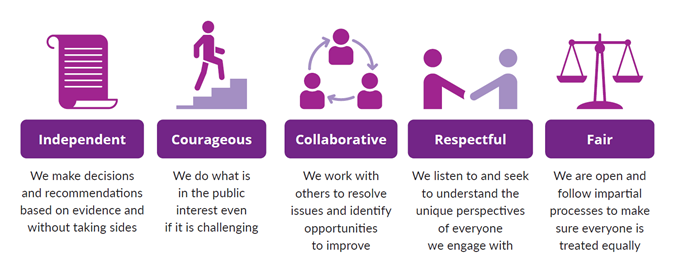 Independent
We make decisions
and recommendations
based on evidence and
without taking sides
Courageous
We do what is
in the public
interest even
if it is challenging
Collaborative
We work with
others to resolve
issues and identify
opportunities
to improve
Respectful
We listen to and seek
to understand the
unique perspectives
of everyone
we engage with
Fair
We are open and
follow impartial
processes to make
sure everyone is
treated equally